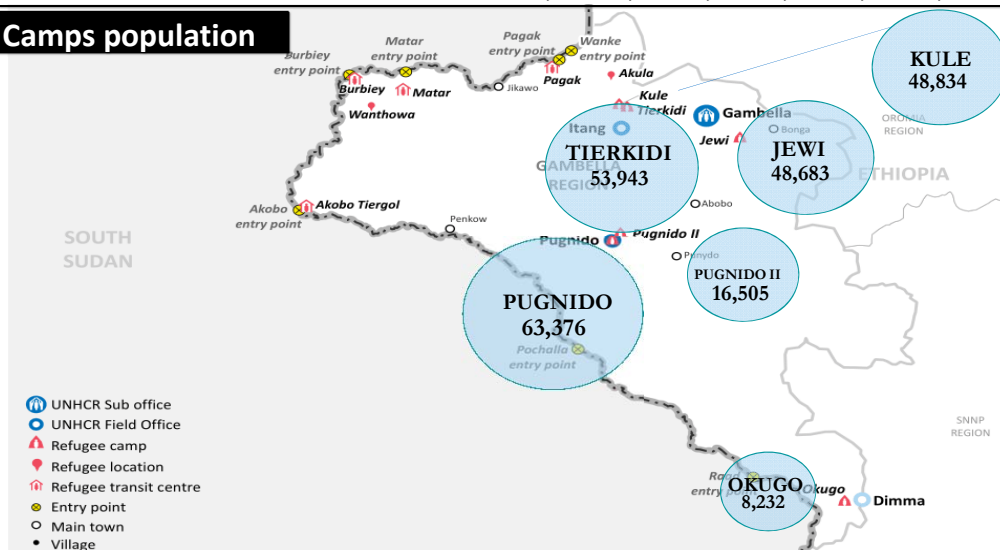 Camps population
Burbiey
entry point
Matar
entry point
Pagak
entry point
Wanke
entry point
KULE
48,834
Burbiey
Matar
Wanthowa
Jikawo
Pagak
Akula
Kule
Tierkidi
Gambella
Itang
Jewi
Bonga
OROMIA
REGION
GAMBELLA
REGION
TIERKIDI
53,943
JEWI
48,683
ETHIOPIA
Akobo
entry point
Akobo Tiergol
Penkow
Abobo
SOUTH
SUDAN
Pugnido
Pugnido II
Punydo
PUGNIDO II
16,505
PUGNIDO
63,376
Pochalla
entry point
UNHCR Sub office
UNHCR Field Office
Refugee camp
Refugee location
Refugee transit centre
Entry point
Main town
Village
SNNP
REGION
entry point
OKUGO
8,232
Okugo
Dimma